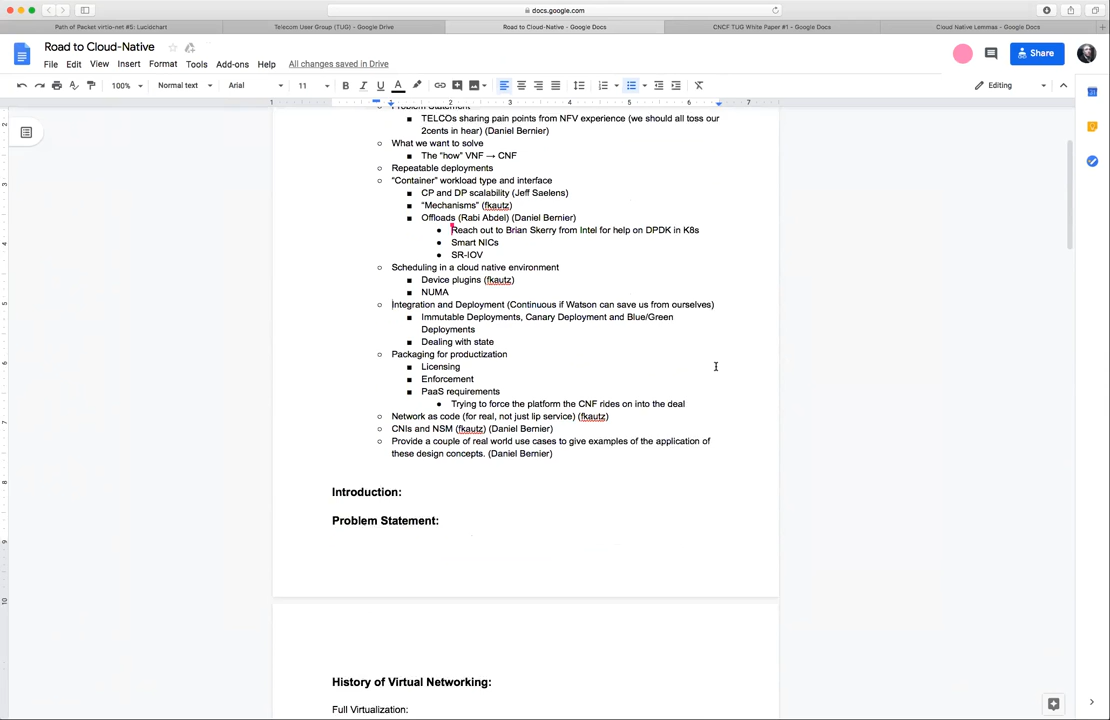 docs.google.com
Path of Packet virtio-net #5: Lucidchart
Telecom User Group (TUG) - Google Drive
Road to Cloud-Native - Google Docs
CNCF TUG White Paper #1 - Google Docs
Cloud Native Lemmas - Google Docs
Road to Cloud-Native
File Edit View Insert Format Tools Add-ons Help All changes saved in Drive
Share
100% Normal text Arial 11 Editing
1 2 3 4 5 6 7
Problem Statement
TELCOs sharing pain points from NFV experience (we should all toss our
2cents in hear) (Daniel Bernier)
What we want to solve
The "how" VNF → CNF
Repeatable deployments
"Container" workload type and interface
CP and DP scalability (Jeff Saelens)
"Mechanisms" (fkautz)
Offloads (Rabi Abdel) (Daniel Bernier)
Reach out to Brian Skerry from Intel for help on DPDK in K8s
Smart NICs
SR-IOV
Scheduling in a cloud native environment
Device plugins (fkautz)
NUMA
Integration and Deployment (Continuous if Watson can save us from ourselves)
Immutable Deployments, Canary Deployment and Blue/Green
Deployments
Dealing with state
Packaging for productization
Licensing
Enforcement
PaaS requirements
Trying to force the platform the CNF rides on into the deal
Network as code (for real, not just lip service) (fkautz)
CNIs and NSM (fkautz) (Daniel Bernier)
Provide a couple of real world use cases to give examples of the application of
these design concepts. (Daniel Bernier)
Introduction:
Problem Statement:
History of Virtual Networking:
Full Virtualization: